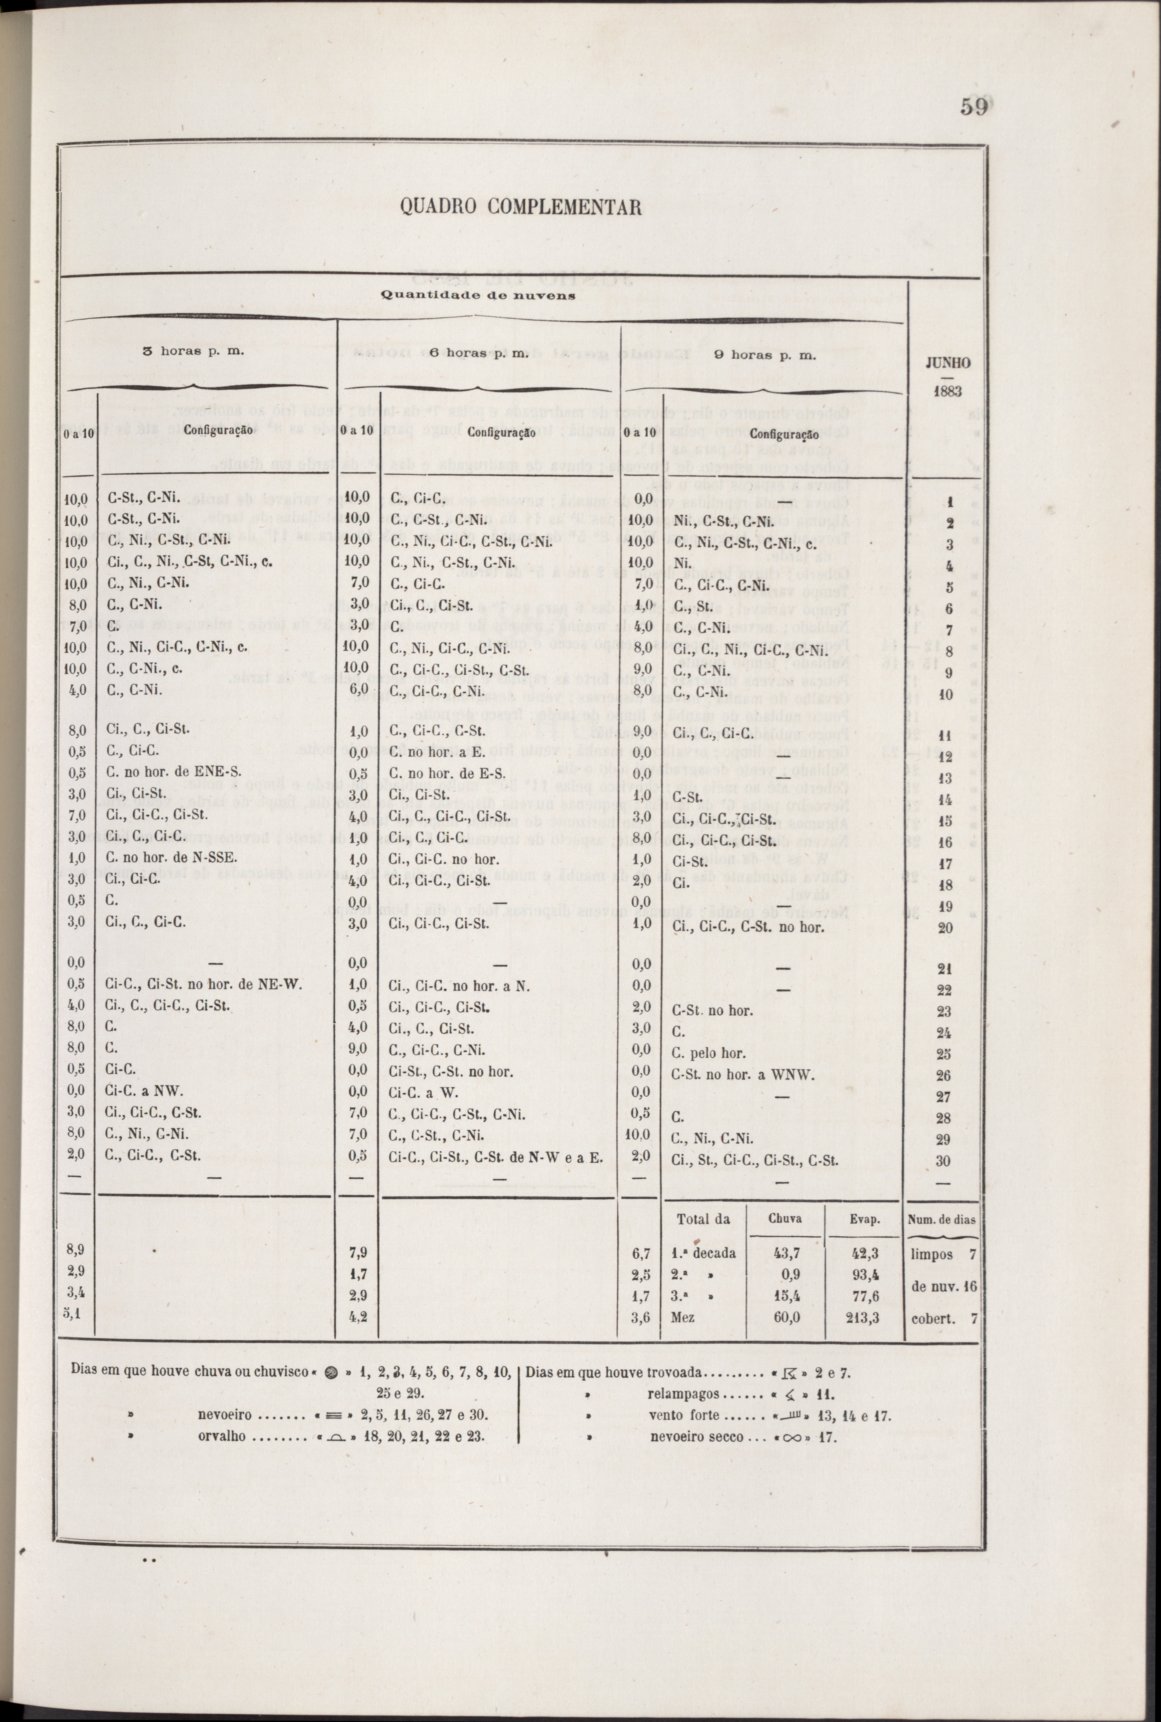 59
QUADRO COMPLEMENTAR
Quantidade de nuvens
3 horas p. m. 6 horas p. m. 9 horas p. m. JUNHO
—
1883
0 a 10 Configuração 0 a 10 Configuração 0 a 10 Configuração
10,0 C-St., C-Ni. 10,0 C., Ci-C. 0,0 — 1
10,0 C-St., C-Ni. 10,0 C., C-St., C-Ni. 10,0 Ni., C-St., C-Ni. 2
10,0 C., Ni., C-St., C-Ni. 10,0 C., Ni., Ci-C., C-St., C-Ni. 10,0 C., Ni., C-St., C-Ni., c. 3
10,0 Ci., C., Ni., C-St, C-Ni., c. 10,0 C., Ni., C-St., C-Ni. 10,0 Ni. 4
10,0 C., Ni., C-Ni. 7,0 C., Ci-C. 7,0 C., Ci-C., C-Ni. 5
8,0 C., C-Ni. 3,0 Ci., C., Ci-St. 1,0 C., St. 6
7,0 C. 3,0 C. 4,0 C., C-Ni. 7
10,0 C., Ni., Ci-C., C-Ni., c. 10,0 C., Ni., Ci-C., C-Ni. 8,0 Ci., C., Ni., Ci-C., C-Ni. 8
10,0 C., C-Ni., c. 10,0 C., Ci-C., Ci-St., C-St. 9,0 C., C-Ni. 9
4,0 C., C-Ni. 6,0 C., Ci-C., C-Ni. 8,0 C., C-Ni. 10
8,0 Ci., C., Ci-St. 1,0 C., Ci-C., C-St. 9,0 Ci., C., Ci-C. 11
0,5 C., Ci-C. 0,0 C. no hor. a E. 0,0 — 12
0,5 C. no hor. de ENE-S. 0,5 C. no hor. de E-S. 0,0 — 13
3,0 Ci., Ci-St. 3,0 Ci., Ci-St. 1,0 C-St. 14
7,0 Ci., Ci-C., Ci-St. 4,0 Ci., C., Ci-C., Ci-St. 3,0 Ci., Ci-C., Ci-St. 15
3,0 Ci., C., Ci-C. 1,0 Ci., C., Ci-C. 8,0 Ci., Ci-C., Ci-St. 16
1,0 C. no hor. de N-SSE. 1,0 Ci., Ci-C. no hor. 1,0 Ci-St. 17
3,0 Ci., Ci-C. 4,0 Ci., Ci-C., Ci-St. 2,0 Ci. 18
0,5 C. 0,0 — 0,0 — 19
3,0 Ci., C., Ci-C. 3,0 Ci., Ci-C., Ci-St. 1,0 Ci., Ci-C., C-St. no hor. 20
0,0 — 0,0 — 0,0 — 21
0,5 Ci-C., Ci-St. no hor. de NE-W. 1,0 Ci., Ci-C. no hor. a N. 0,0 — 22
4,0 Ci., C., Ci-C., Ci-St. 0,5 Ci., Ci-C., Ci-St. 2,0 C-St. no hor. 23
8,0 C. 4,0 Ci., C., Ci-St. 3,0 C. 24
8,0 C. 9,0 C., Ci-C., C-Ni. 0,0 C. pelo hor. 25
0,5 Ci-C. 0,0 Ci-St., C-St. no hor. 0,0 C-St. no hor. a WNW. 26
0,0 Ci-C. a NW. 0,0 Ci-C. a W. 0,0 — 27
3,0 Ci., Ci-C., C-St. 7,0 C., Ci-C., C-St., C-Ni. 0,5 C. 28
8,0 C., Ni., C-Ni. 7,0 C., C-St., C-Ni. 10,0 C., Ni., C-Ni. 29
2,0 C., Ci-C., C-St. 0,5 Ci-C., Ci-St., C-St. de N-W e a E. 2,0 Ci., St., Ci-C., Ci-St., C-St. 30
— — — — — — —
Total da Chuva Evap. Num. de dias
8,9 7,9 6,7 1.ª decada 43,7 42,3 limpos 7
2,9 1,7 2,5 2.ª » 0,9 93,4
de nuv. 16
3,4 2,9 1,7 3.ª » 15,4 77,6
5,1 4,2 3,6 Mez 60,0 213,3 cobert. 7
Dias em que houve chuva ou chuvisco « » 1, 2, 3, 4, 5, 6, 7, 8, 10,
25 e 29.
» nevoeiro ....... « ≡ » 2, 5, 11, 26, 27 e 30.
» orvalho ........ « ⌓ » 18, 20, 21, 22 e 23.
Dias em que houve trovoada......... « » 2 e 7.
» relampagos ...... « » 11.
» vento forte ...... « » 13, 14 e 17.
» nevoeiro secco ... « ∞ » 17.